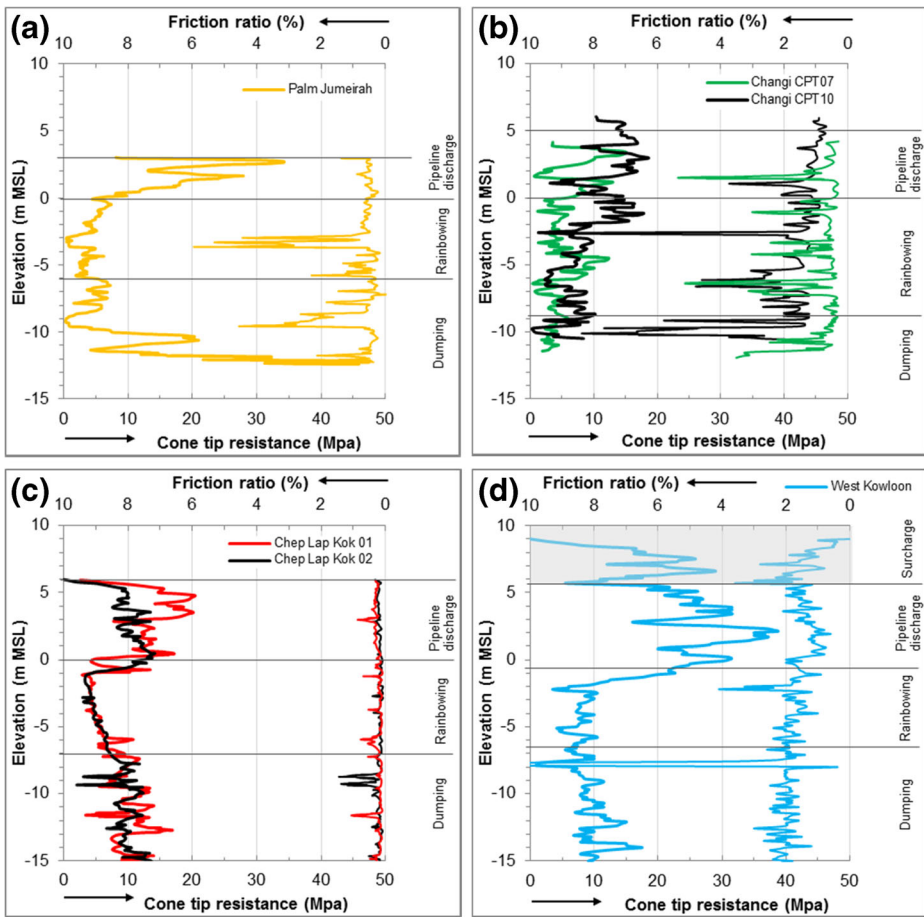 (a)
Friction ratio (%)
10 8 6 4 2 0
Palm Jumeirah
Elevation (m MSL)
10
5
0
-5
-10
-15
Pipeline
discharge
Rainbowing
Dumping
0 10 20 30 40 50
Cone tip resistance (Mpa)
(b)
Friction ratio (%)
10 8 6 4 2 0
Changi CPT07
Changi CPT10
Elevation (m MSL)
10
5
0
-5
-10
-15
Pipeline
discharge
Rainbowing
Dumping
0 10 20 30 40 50
Cone tip resistance (Mpa)
(c)
Friction ratio (%)
10 8 6 4 2 0
Chep Lap Kok 01
Chep Lap Kok 02
Elevation (m MSL)
10
5
0
-5
-10
-15
Pipeline
discharge
Rainbowing
Dumping
0 10 20 30 40 50
Cone tip resistance (Mpa)
(d)
Friction ratio (%)
West Kowloon
10 8 6 4 2 0
Elevation (m MSL)
10
5
0
-5
-10
-15
Surcharge
Pipeline
discharge
Rainbowing
Dumping
0 10 20 30 40 50
Cone tip resistance (Mpa)